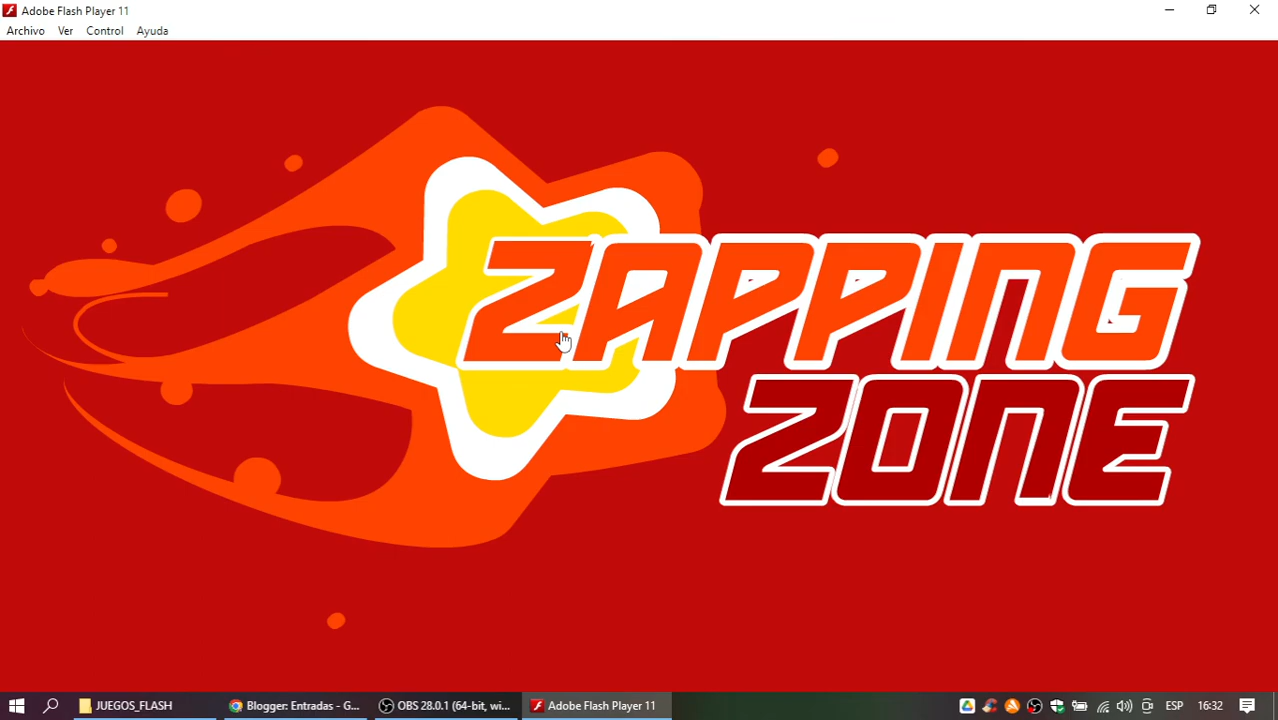 Adobe Flash Player 11
Archivo Ver Control Ayuda
ZAPPING
ZONE
JUEGOS_FLASH
Blogger: Entradas - G...
OBS 28.0.1 (64-bit, wi...
Adobe Flash Player 11
ESP
16:32